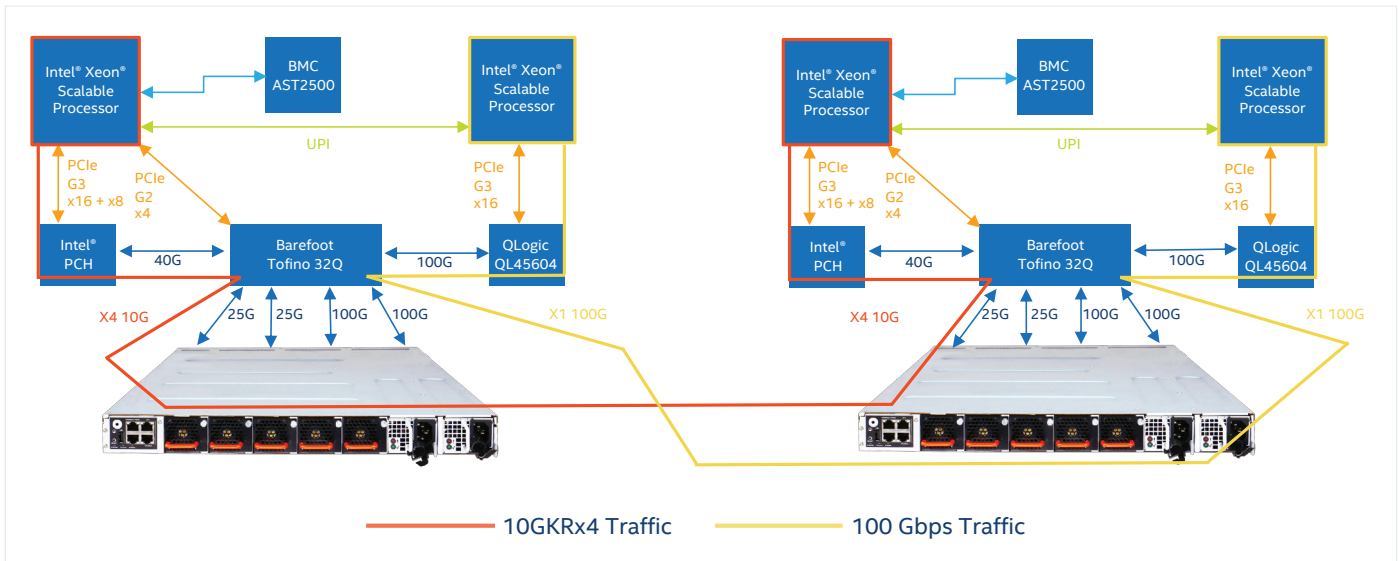 Intel® Xeon®
Scalable
Processor
BMC
AST2500
Intel® Xeon®
Scalable
Processor
UPI
PCIe
G3
x16 + x8
PCIe
G2
x4
PCIe
G3
x16
Intel®
PCH
40G
Barefoot
Tofino 32Q
100G
QLogic
QL45604
X4 10G
25G
25G
100G
100G
X1 100G
Intel® Xeon®
Scalable
Processor
BMC
AST2500
Intel® Xeon®
Scalable
Processor
UPI
PCIe
G3
x16 + x8
PCIe
G2
x4
PCIe
G3
x16
Intel®
PCH
40G
Barefoot
Tofino 32Q
100G
QLogic
QL45604
X4 10G
25G
25G
100G
100G
X1 100G
10GKRx4 Traffic
100 Gbps Traffic